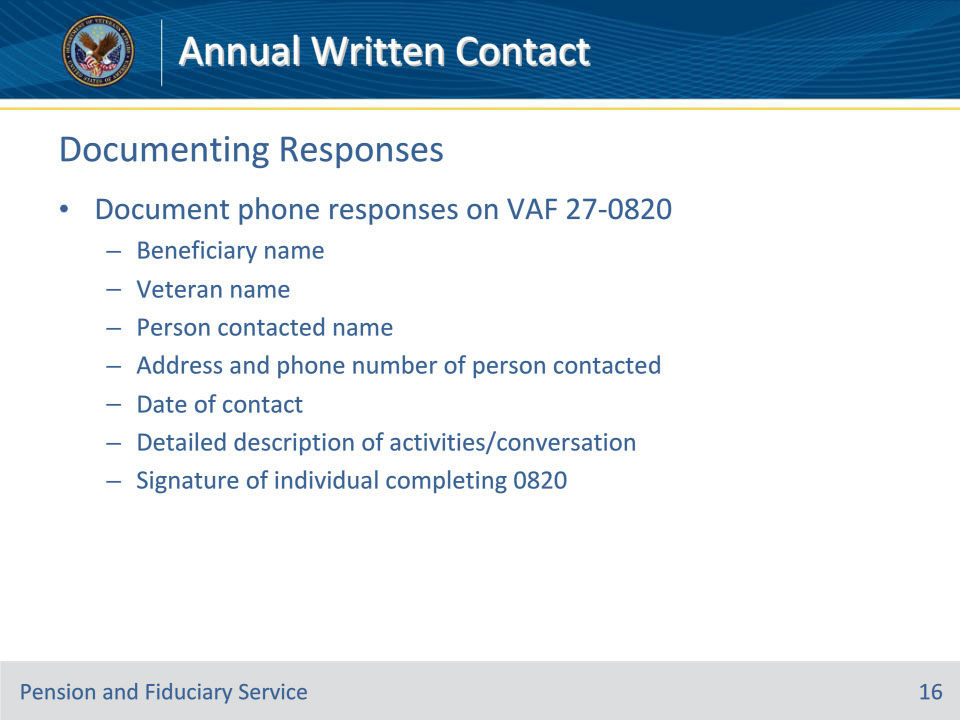 Annual Written Contact
Documenting Responses
• Document phone responses on VAF 27-0820
– Beneficiary name
– Veteran name
– Person contacted name
– Address and phone number of person contacted
– Date of contact
– Detailed description of activities/conversation
– Signature of individual completing 0820
Pension and Fiduciary Service
16